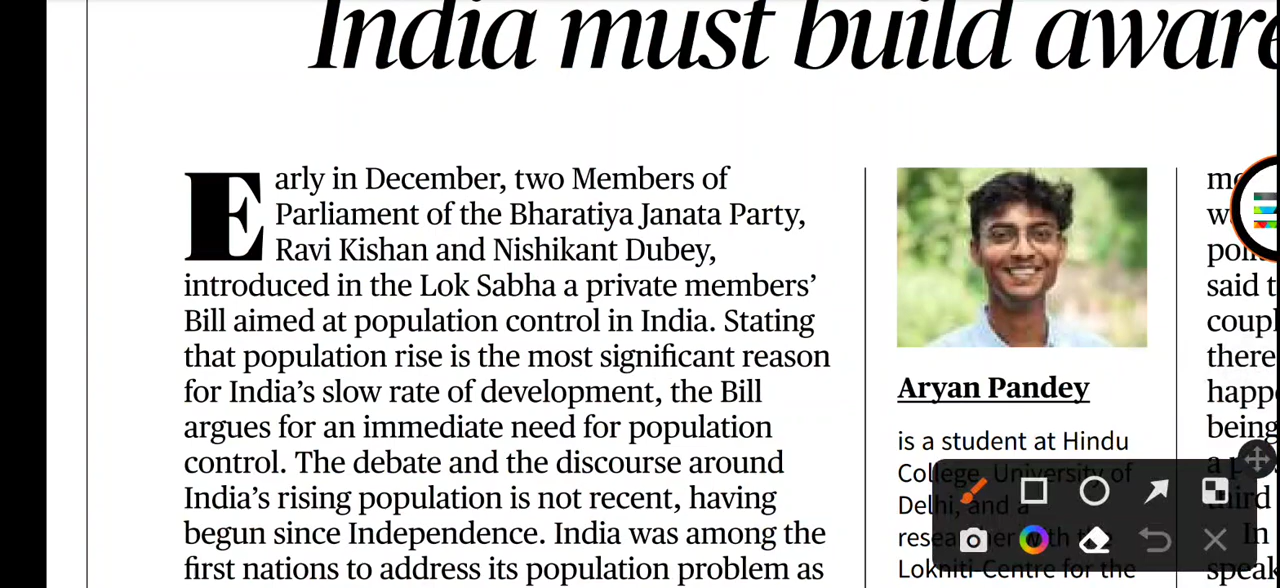 India must build
Early in December, two Members of
Parliament of the Bharatiya Janata Party,
Ravi Kishan and Nishikant Dubey,
introduced in the Lok Sabha a private members’
Bill aimed at population control in India. Stating
that population rise is the most significant reason
for India’s slow rate of development, the Bill
argues for an immediate need for population
control. The debate and the discourse around
India’s rising population is not recent, having
begun since Independence. India was among the
first nations to address its population problem as
Aryan Pandey
is a student at Hindu
College, University of
Delhi, and a
researcher with the
Lokniti Centre for the
said
there
being
In